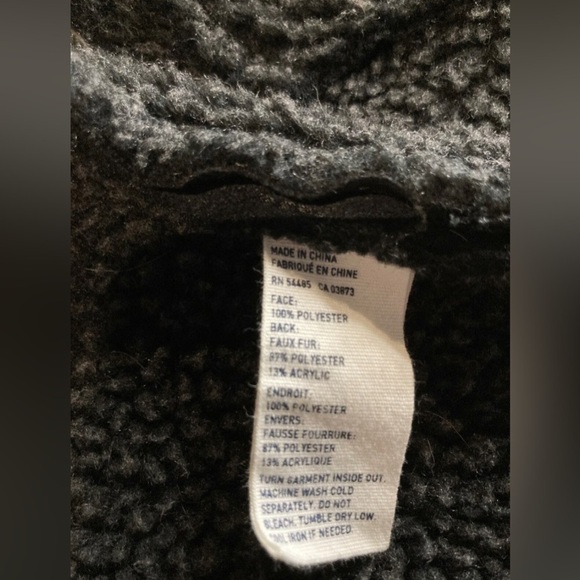 MADE IN CHINA
FABRIQUÉ EN CHINE
RN 54485 CA 03873
FACE:
100% POLYESTER
BACK:
FAUX FUR:
87% POLYESTER
13% ACRYLIC
ENDROIT:
100% POLYESTER
ENVERS:
FAUSSE FOURRURE:
87% POLYESTER
13% ACRYLIQUE
TURN GARMENT INSIDE OUT.
MACHINE WASH COLD
SEPARATELY. DO NOT
BLEACH. TUMBLE DRY LOW.
COOL IRON IF NEEDED.